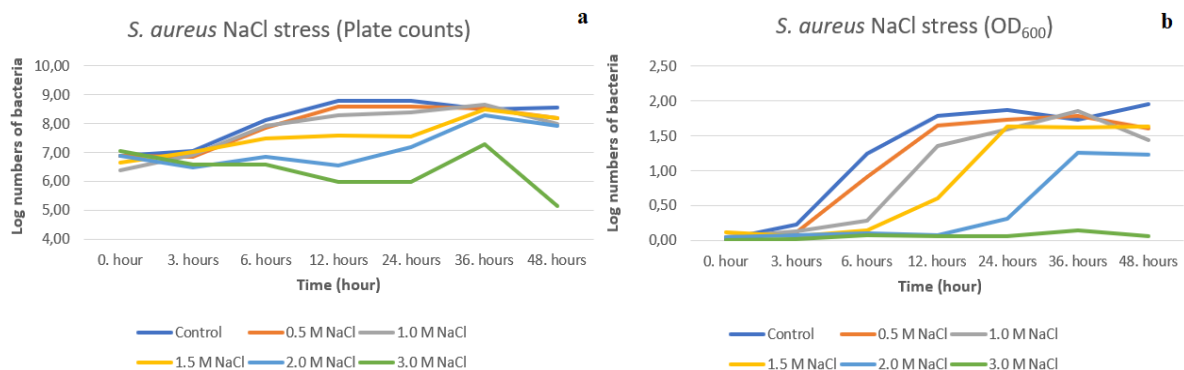 a
S. aureus NaCl stress (Plate counts)
Log numbers of bacteria
10,00
9,00
8,00
7,00
6,00
5,00
4,00
0. hour 3. hours 6. hours 12. hours 24. hours 36. hours 48. hours
Time (hour)
Control 0.5 M NaCl 1.0 M NaCl
1.5 M NaCl 2.0 M NaCl 3.0 M NaCl
b
S. aureus NaCl stress (OD600)
Log numbers of bacteria
2,50
2,00
1,50
1,00
0,50
0,00
0. hour 3. hours 6. hours 12. hours 24. hours 36. hours 48. hours
Time (hour)
Control 0.5 M NaCl 1.0 M NaCl
1.5 M NaCl 2.0 M NaCl 3.0 M NaCl